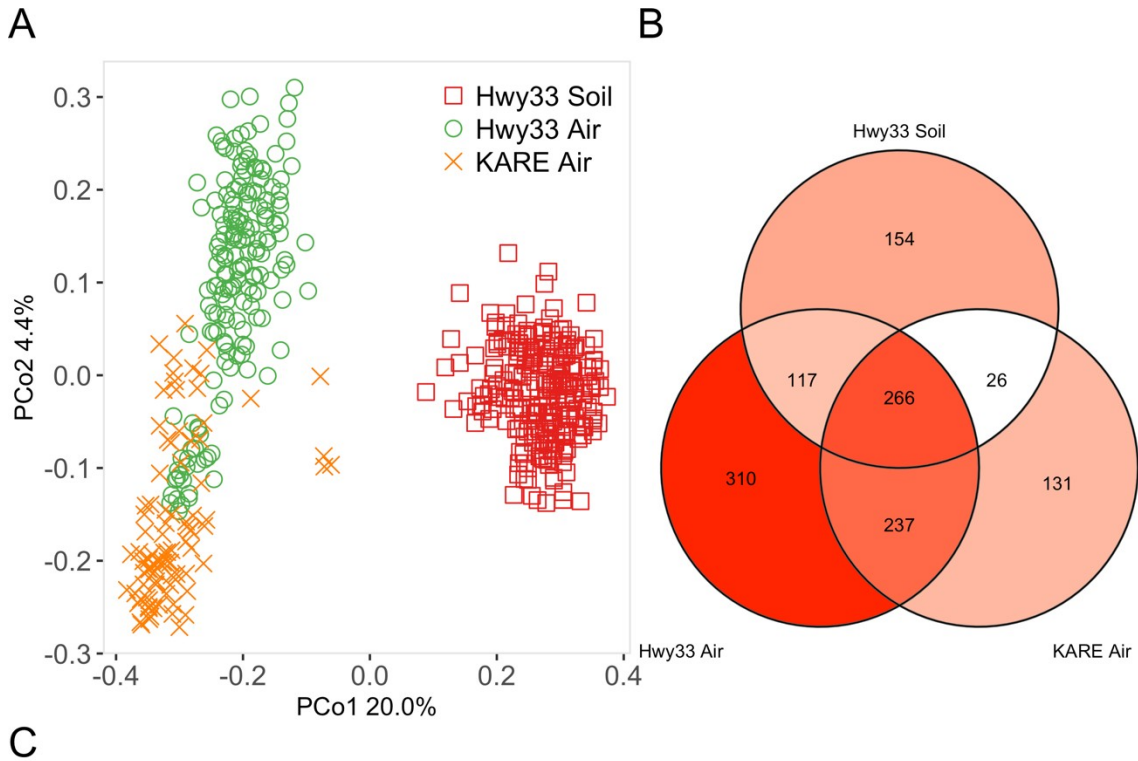 A
B
0.3
0.2
0.1
0.0
-0.1
-0.2
-0.3
PCo2 4.4%
-0.4
-0.2
0.0
0.2
0.4
PCo1 20.0%
Hwy33 Soil
Hwy33 Air
KARE Air
Hwy33 Soil
154
117
266
26
310
237
131
Hwy33 Air
KARE Air
C